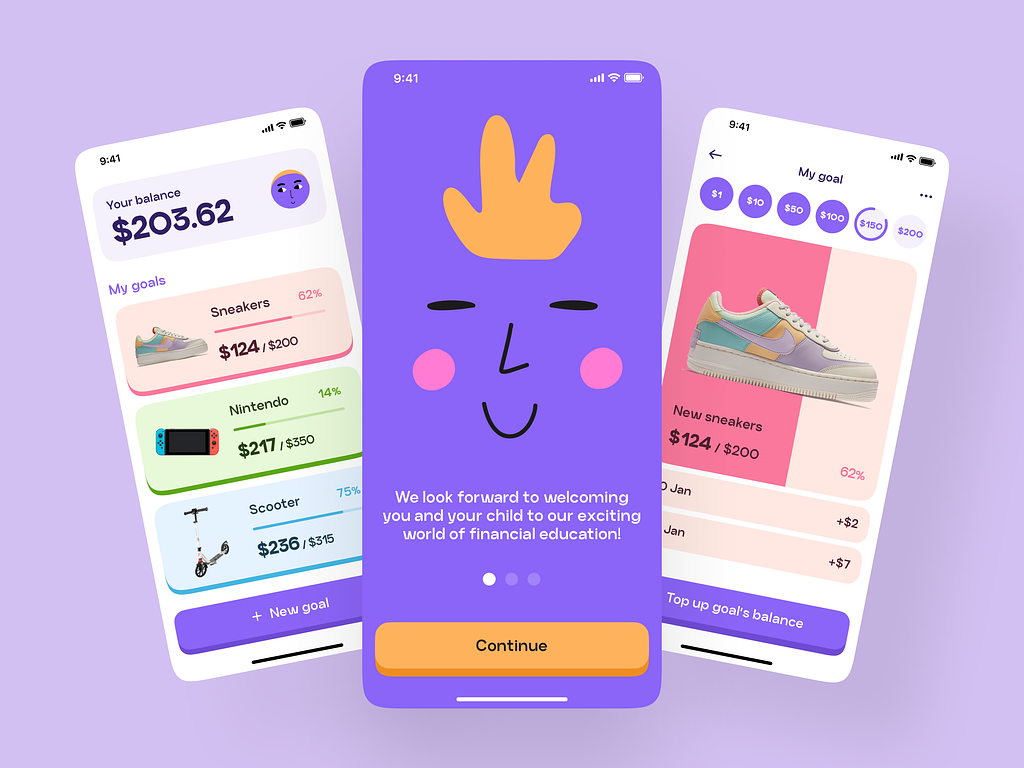 9:41
Your balance
$203.62
My goals
Sneakers
62%
$124 / $200
Nintendo
14%
$217 / $350
Scooter
75%
$236 / $315
+ New goal
9:41
We look forward to welcoming
you and your child to our exciting
world of financial education!
Continue
9:41
My goal
$1
$10
$50
$100
$150
$200
New sneakers
$124 / $200
62%
0 Jan
+$2
Jan
+$7
Top up goal's balance